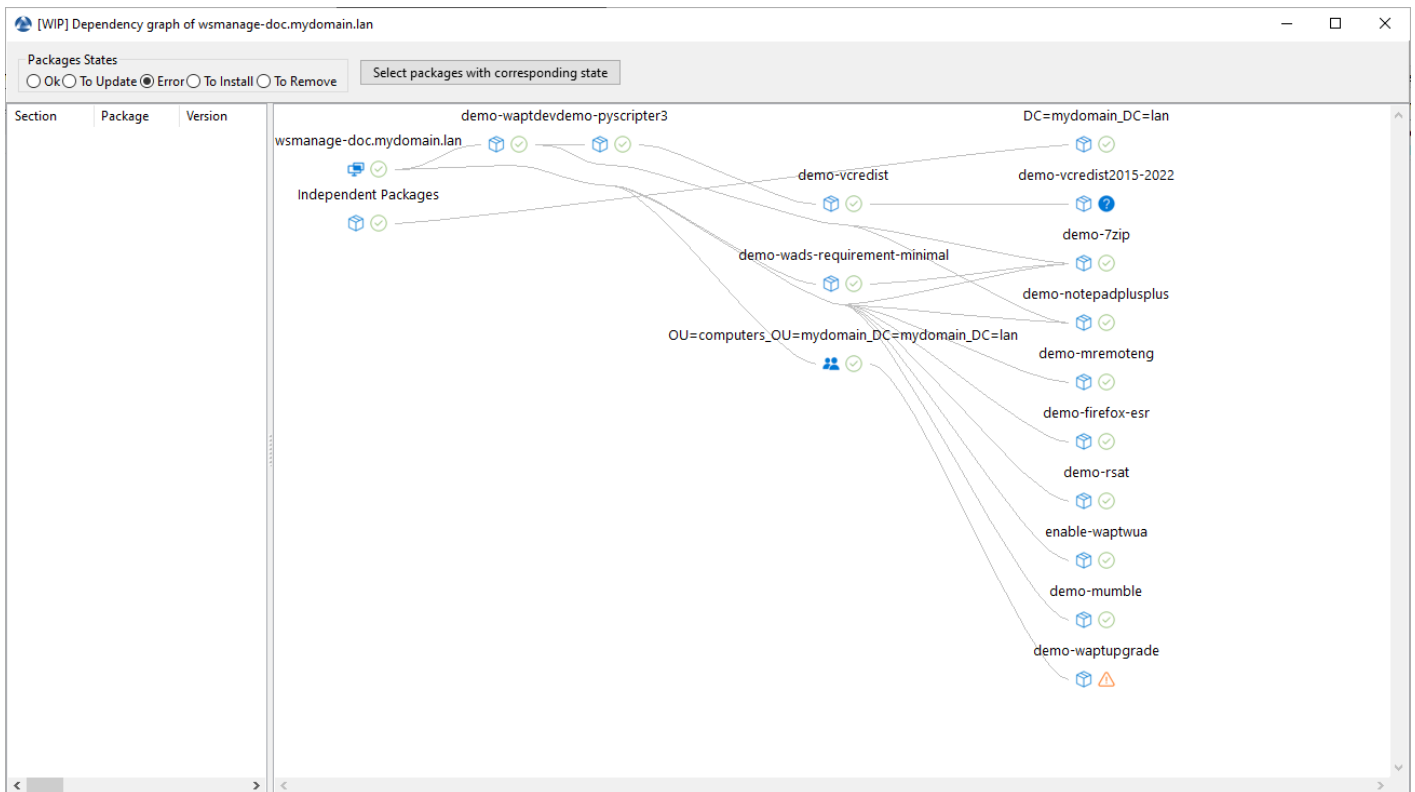 [WIP] Dependency graph of wsmanage-doc.mydomain.lan
Packages States
Ok To Update Error To Install To Remove
Select packages with corresponding state
Section Package Version
demo-waptdevdemo-pyscripter3
DC=mydomain_DC=lan
wsmanage-doc.mydomain.lan
demo-vcredist
demo-vcredist2015-2022
Independent Packages
demo-7zip
demo-wads-requirement-minimal
demo-notepadplusplus
OU=computers_OU=mydomain_DC=mydomain_DC=lan
demo-mremoteng
demo-firefox-esr
demo-rsat
enable-waptwua
demo-mumble
demo-waptupgrade